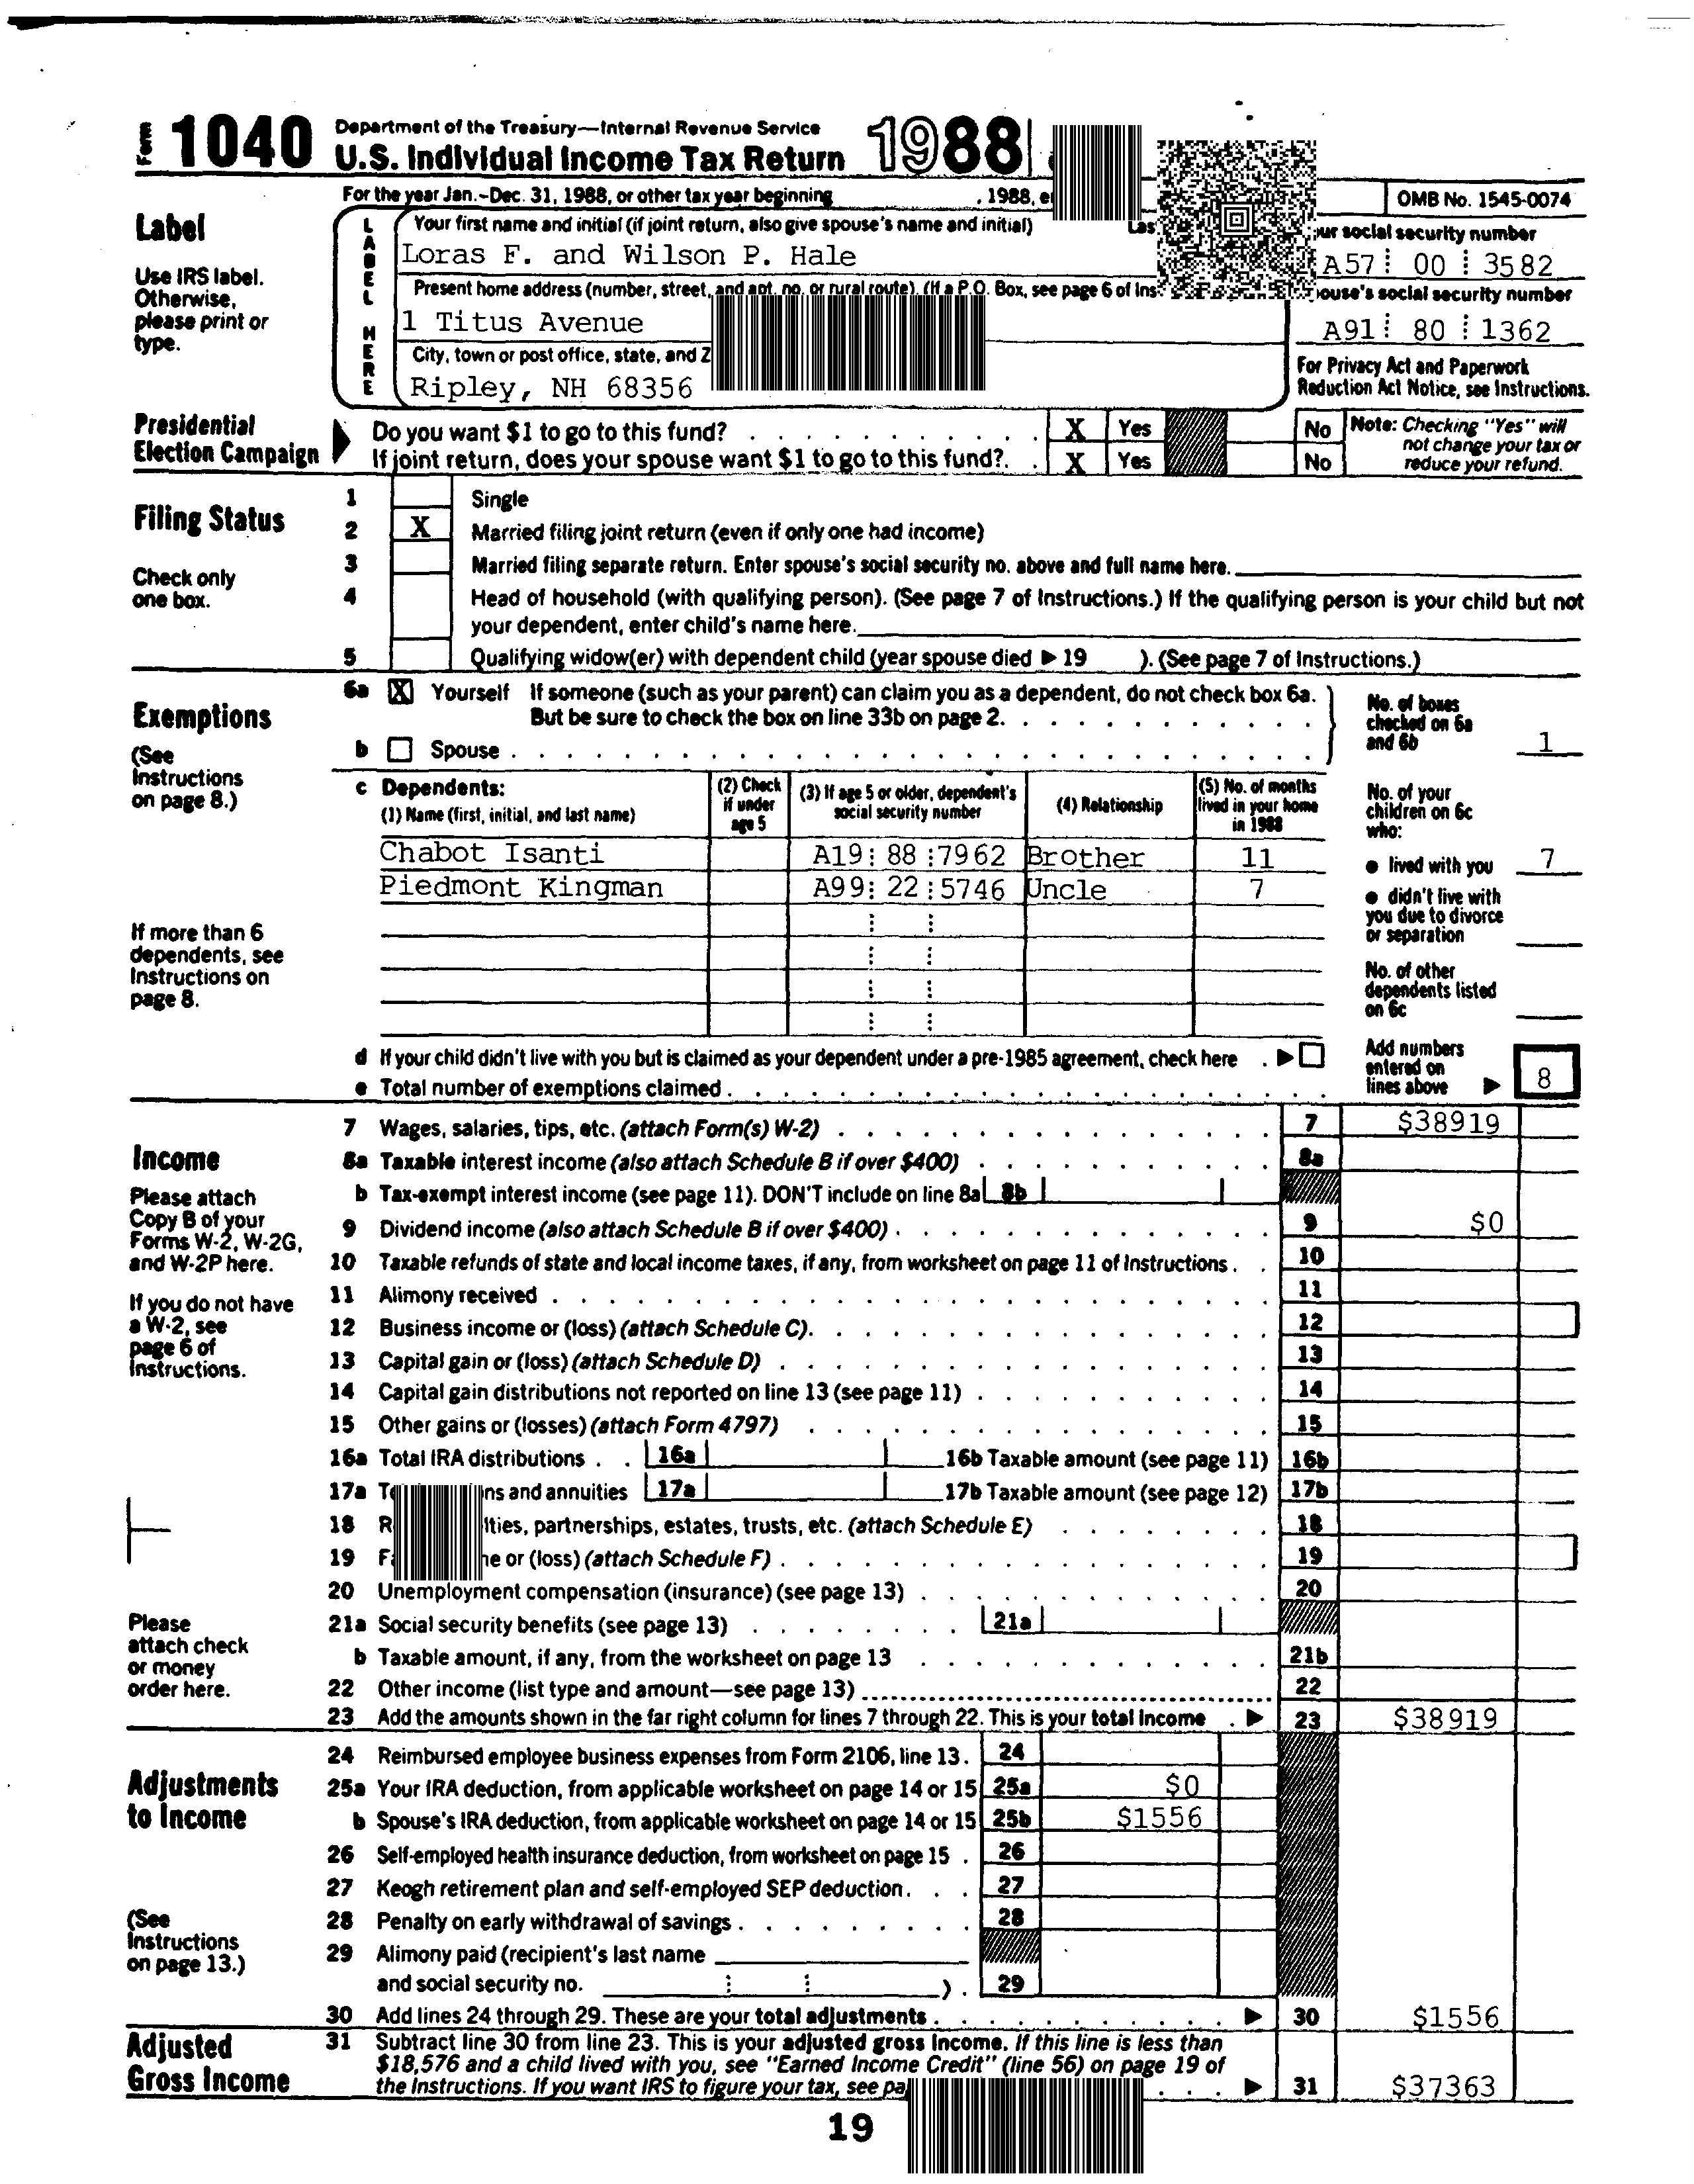 Form 1040 Department of the Treasury—Internal Revenue Service
U.S. Individual Income Tax Return 1988
For the year Jan.–Dec. 31, 1988, or other tax year beginning , 1988,
OMB No. 1545-0074
Label
Use IRS label.
Otherwise,
please print or
type.
LABEL HERE
Your first name and initial (if joint return, also give spouse's name and initial)
Loras F. and Wilson P. Hale
social security number
A57 00 3582
Present home address (number, street, and apt. no. or rural route). (If a P.O. Box, see page 6 of
1 Titus Avenue
social security number
A91 80 1362
City, town or post office, state, and
Ripley, NH 68356
For Privacy Act and Paperwork
Reduction Act Notice, see Instructions.
Presidential
Election Campaign
Do you want $1 to go to this fund? . . . X Yes No
If joint return, does your spouse want $1 to go to this fund?. . X Yes No
Note: Checking "Yes" will
not change your tax or
reduce your refund.
Filing Status
Check only
one box.
1 Single
2 X Married filing joint return (even if only one had income)
3 Married filing separate return. Enter spouse's social security no. above and full name here.
4 Head of household (with qualifying person). (See page 7 of Instructions.) If the qualifying person is your child but not
your dependent, enter child's name here.
5 Qualifying widow(er) with dependent child (year spouse died ▶ 19 ). (See page 7 of Instructions.)
Exemptions
(See
Instructions
on page 8.)
If more than 6
dependents, see
Instructions on
page 8.
6a X Yourself If someone (such as your parent) can claim you as a dependent, do not check box 6a.
But be sure to check the box on line 33b on page 2.
b Spouse
No. of boxes
checked on 6a
and 6b 1
c Dependents:
(1) Name (first, initial, and last name)
(2) Check
if under
age 5
(3) If age 5 or older, dependent's
social security number
(4) Relationship
(5) No. of months
lived in your home
in 1988
Chabot Isanti A19 88 7962 Brother 11
Piedmont Kingman A99 22 5746 Uncle 7
No. of your
children on 6c
who:
● lived with you 7
● didn't live with
you due to divorce
or separation
No. of other
dependents listed
on 6c
d If your child didn't live with you but is claimed as your dependent under a pre-1985 agreement, check here . ▶
e Total number of exemptions claimed
Add numbers
entered on
lines above ▶ 8
Income
Please attach
Copy B of your
Forms W-2, W-2G,
and W-2P here.
If you do not have
a W-2, see
page 6 of
Instructions.
Please
attach check
or money
order here.
7 Wages, salaries, tips, etc. (attach Form(s) W-2) 7 $38919
8a Taxable interest income (also attach Schedule B if over $400) 8a
b Tax-exempt interest income (see page 11). DON'T include on line 8a 8b
9 Dividend income (also attach Schedule B if over $400) 9 $0
10 Taxable refunds of state and local income taxes, if any, from worksheet on page 11 of Instructions 10
11 Alimony received 11
12 Business income or (loss) (attach Schedule C) 12
13 Capital gain or (loss) (attach Schedule D) 13
14 Capital gain distributions not reported on line 13 (see page 11) 14
15 Other gains or (losses) (attach Form 4797) 15
16a Total IRA distributions 16a 16b Taxable amount (see page 11) 16b
17a and annuities 17a 17b Taxable amount (see page 12) 17b
18 partnerships, estates, trusts, etc. (attach Schedule E) 18
19 or (loss) (attach Schedule F) 19
20 Unemployment compensation (insurance) (see page 13) 20
21a Social security benefits (see page 13) 21a
b Taxable amount, if any, from the worksheet on page 13 21b
22 Other income (list type and amount—see page 13) 22
23 Add the amounts shown in the far right column for lines 7 through 22. This is your total income ▶ 23 $38919
Adjustments
to Income
(See
Instructions
on page 13.)
24 Reimbursed employee business expenses from Form 2106, line 13 24
25a Your IRA deduction, from applicable worksheet on page 14 or 15 25a $0
b Spouse's IRA deduction, from applicable worksheet on page 14 or 15 25b $1556
26 Self-employed health insurance deduction, from worksheet on page 15 26
27 Keogh retirement plan and self-employed SEP deduction 27
28 Penalty on early withdrawal of savings 28
29 Alimony paid (recipient's last name
and social security no. ) 29
30 Add lines 24 through 29. These are your total adjustments ▶ 30 $1556
Adjusted
Gross Income
31 Subtract line 30 from line 23. This is your adjusted gross income. If this line is less than
$18,576 and a child lived with you, see "Earned Income Credit" (line 56) on page 19 of
the Instructions. If you want IRS to figure your tax, see ▶ 31 $37363
19